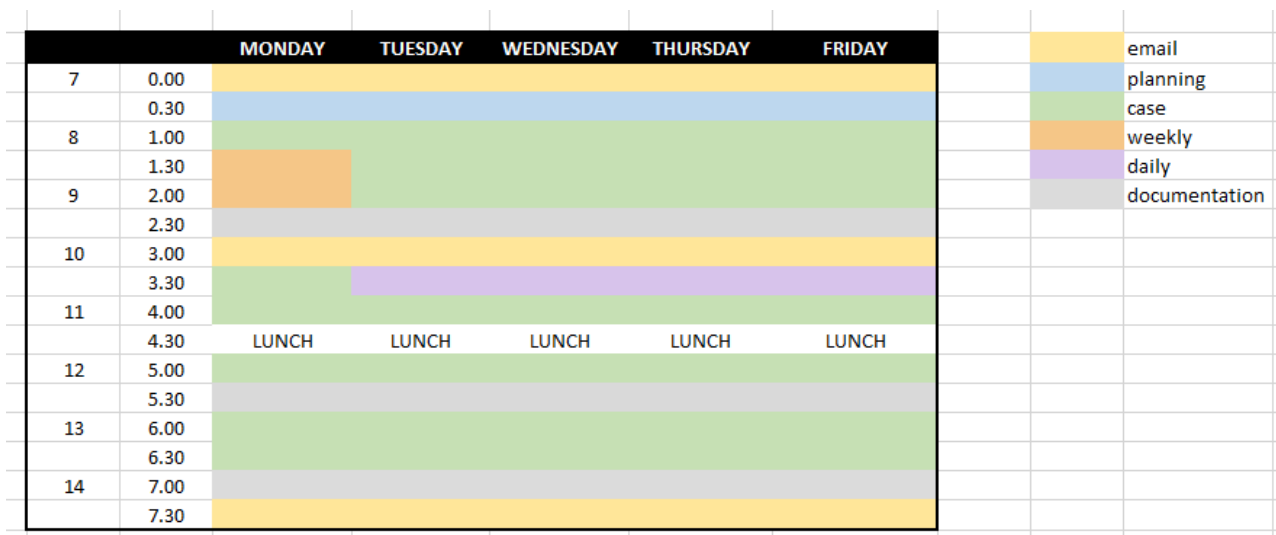 MONDAY TUESDAY WEDNESDAY THURSDAY FRIDAY email
7 0.00 planning
0.30 case
8 1.00 weekly
1.30 daily
9 2.00 documentation
2.30
10 3.00
3.30
11 4.00
4.30 LUNCH LUNCH LUNCH LUNCH LUNCH
12 5.00
5.30
13 6.00
6.30
14 7.00
7.30